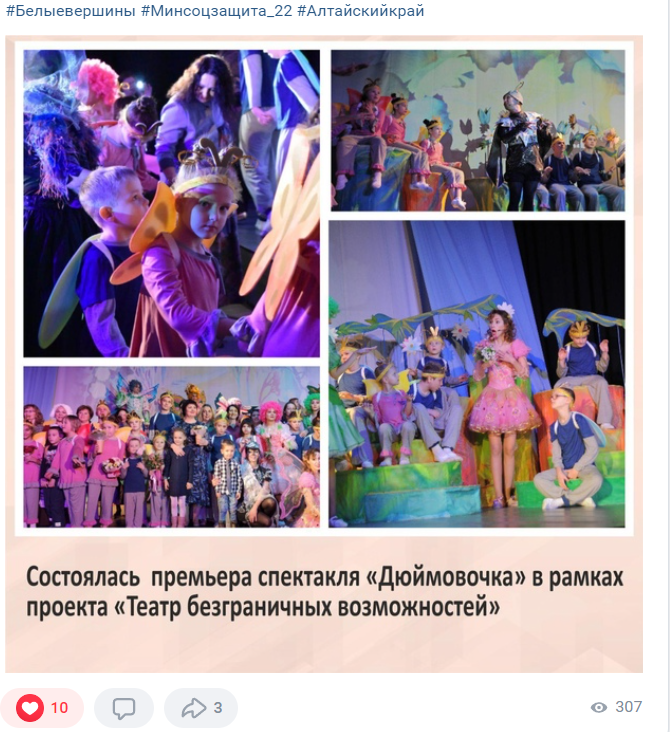 #Белыевершины #Минсоцзащита_22 #Алтайскийкрай
Состоялась премьера спектакля «Дюймовочка» в рамках
проекта «Театр безграничных возможностей»
10
3
307